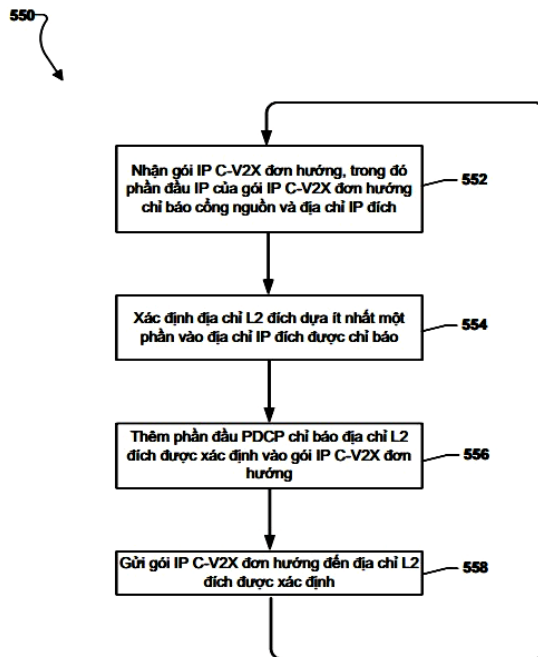 550
Nhận gói IP C-V2X đơn hướng, trong đó
phần đầu IP của gói IP C-V2X đơn hướng
chỉ báo cổng nguồn và địa chỉ IP đích
552
Xác định địa chỉ L2 đích dựa ít nhất một
phần vào địa chỉ IP đích được chỉ báo
554
Thêm phần đầu PDCP chỉ báo địa chỉ L2
đích được xác định vào gói IP C-V2X đơn
hướng
556
Gửi gói IP C-V2X đơn hướng đến địa chỉ L2
đích được xác định
558